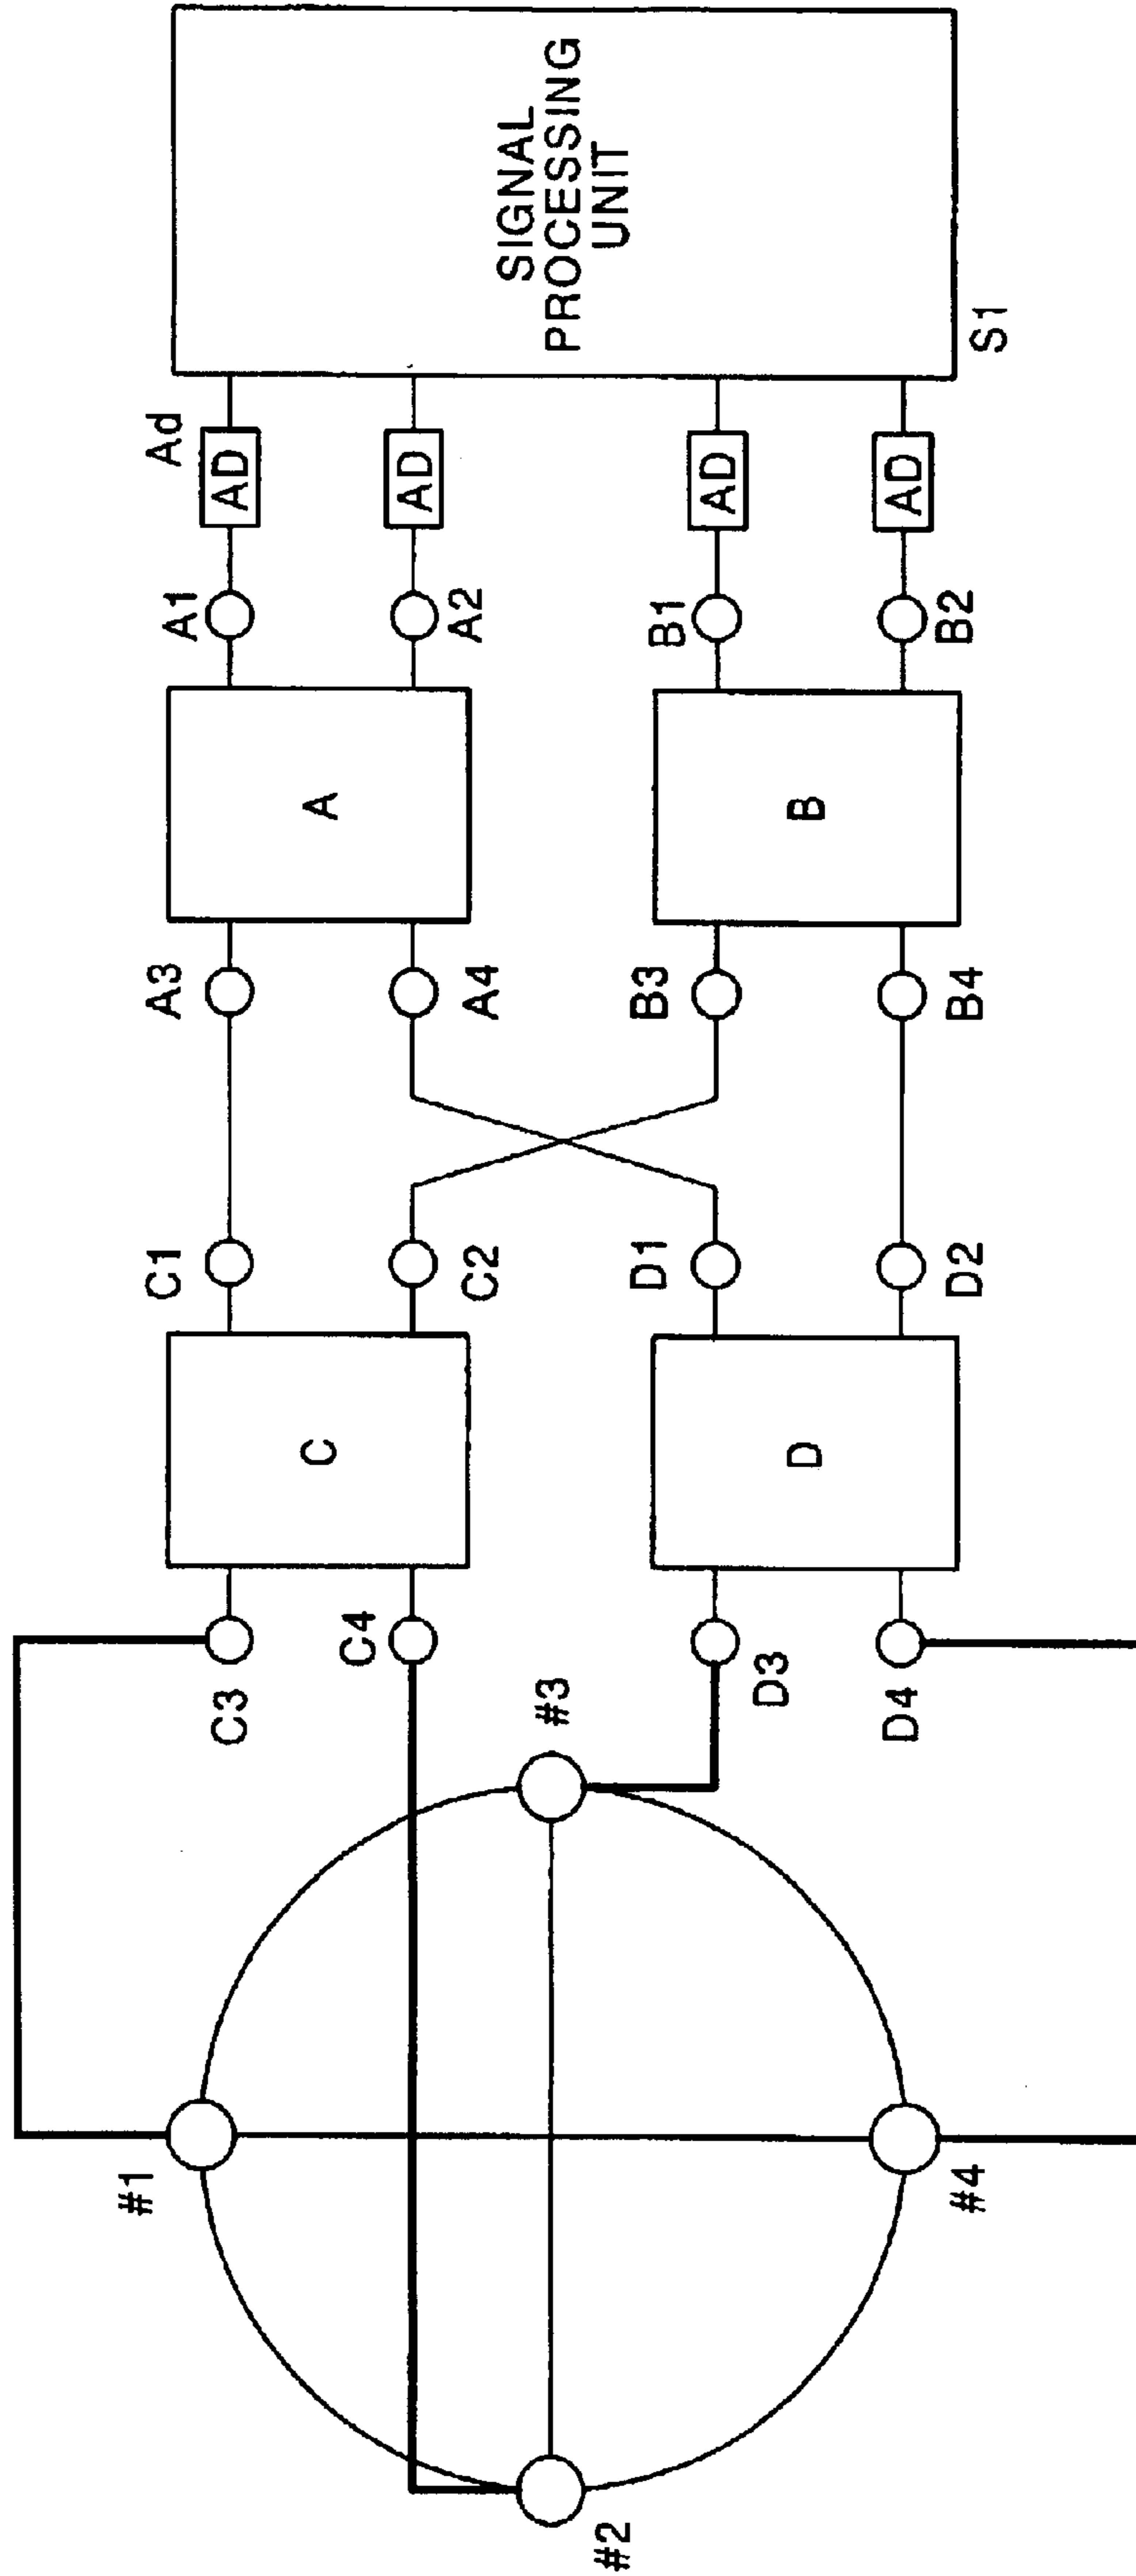 SIGNAL
PROCESSING
UNIT
S1
Ad
AD
AD
AD
AD
A1
A2
B1
B2
A
B
A3
A4
B3
B4
C1
C2
D1
D2
C
D
C3
C4
D3
D4
#1
#2
#3
#4